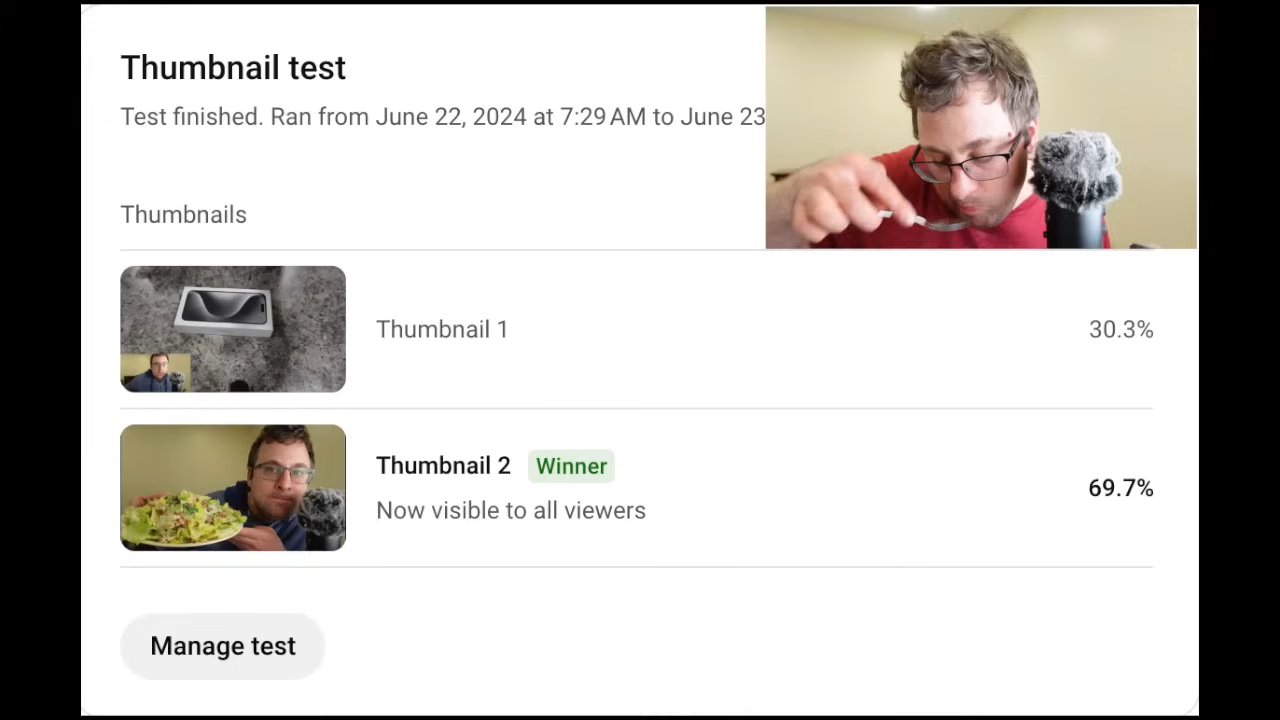 Thumbnail test
Test finished. Ran from June 22, 2024 at 7:29 AM to June 23
Thumbnails
Thumbnail 1
30.3%
Thumbnail 2 Winner
Now visible to all viewers
69.7%
Manage test